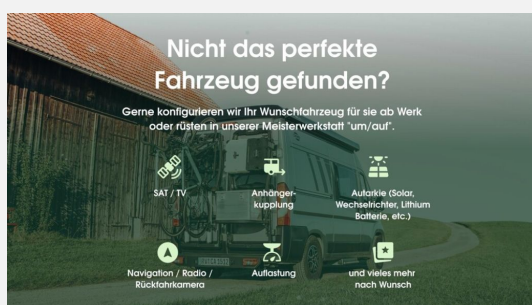 Nicht das perfekte
Fahrzeug gefunden?
Gerne konfigurieren wir Ihr Wunschfahrzeug für sie ab Werk
oder rüsten in unserer Meisterwerkstatt "um/auf".
SAT / TV
Anhänger-
kupplung
Autarkie (Solar,
Wechselrichter, Lithium
Batterie, etc.)
Navigation / Radio /
Rückfahrkamera
Auflastung
und vieles mehr
nach Wunsch